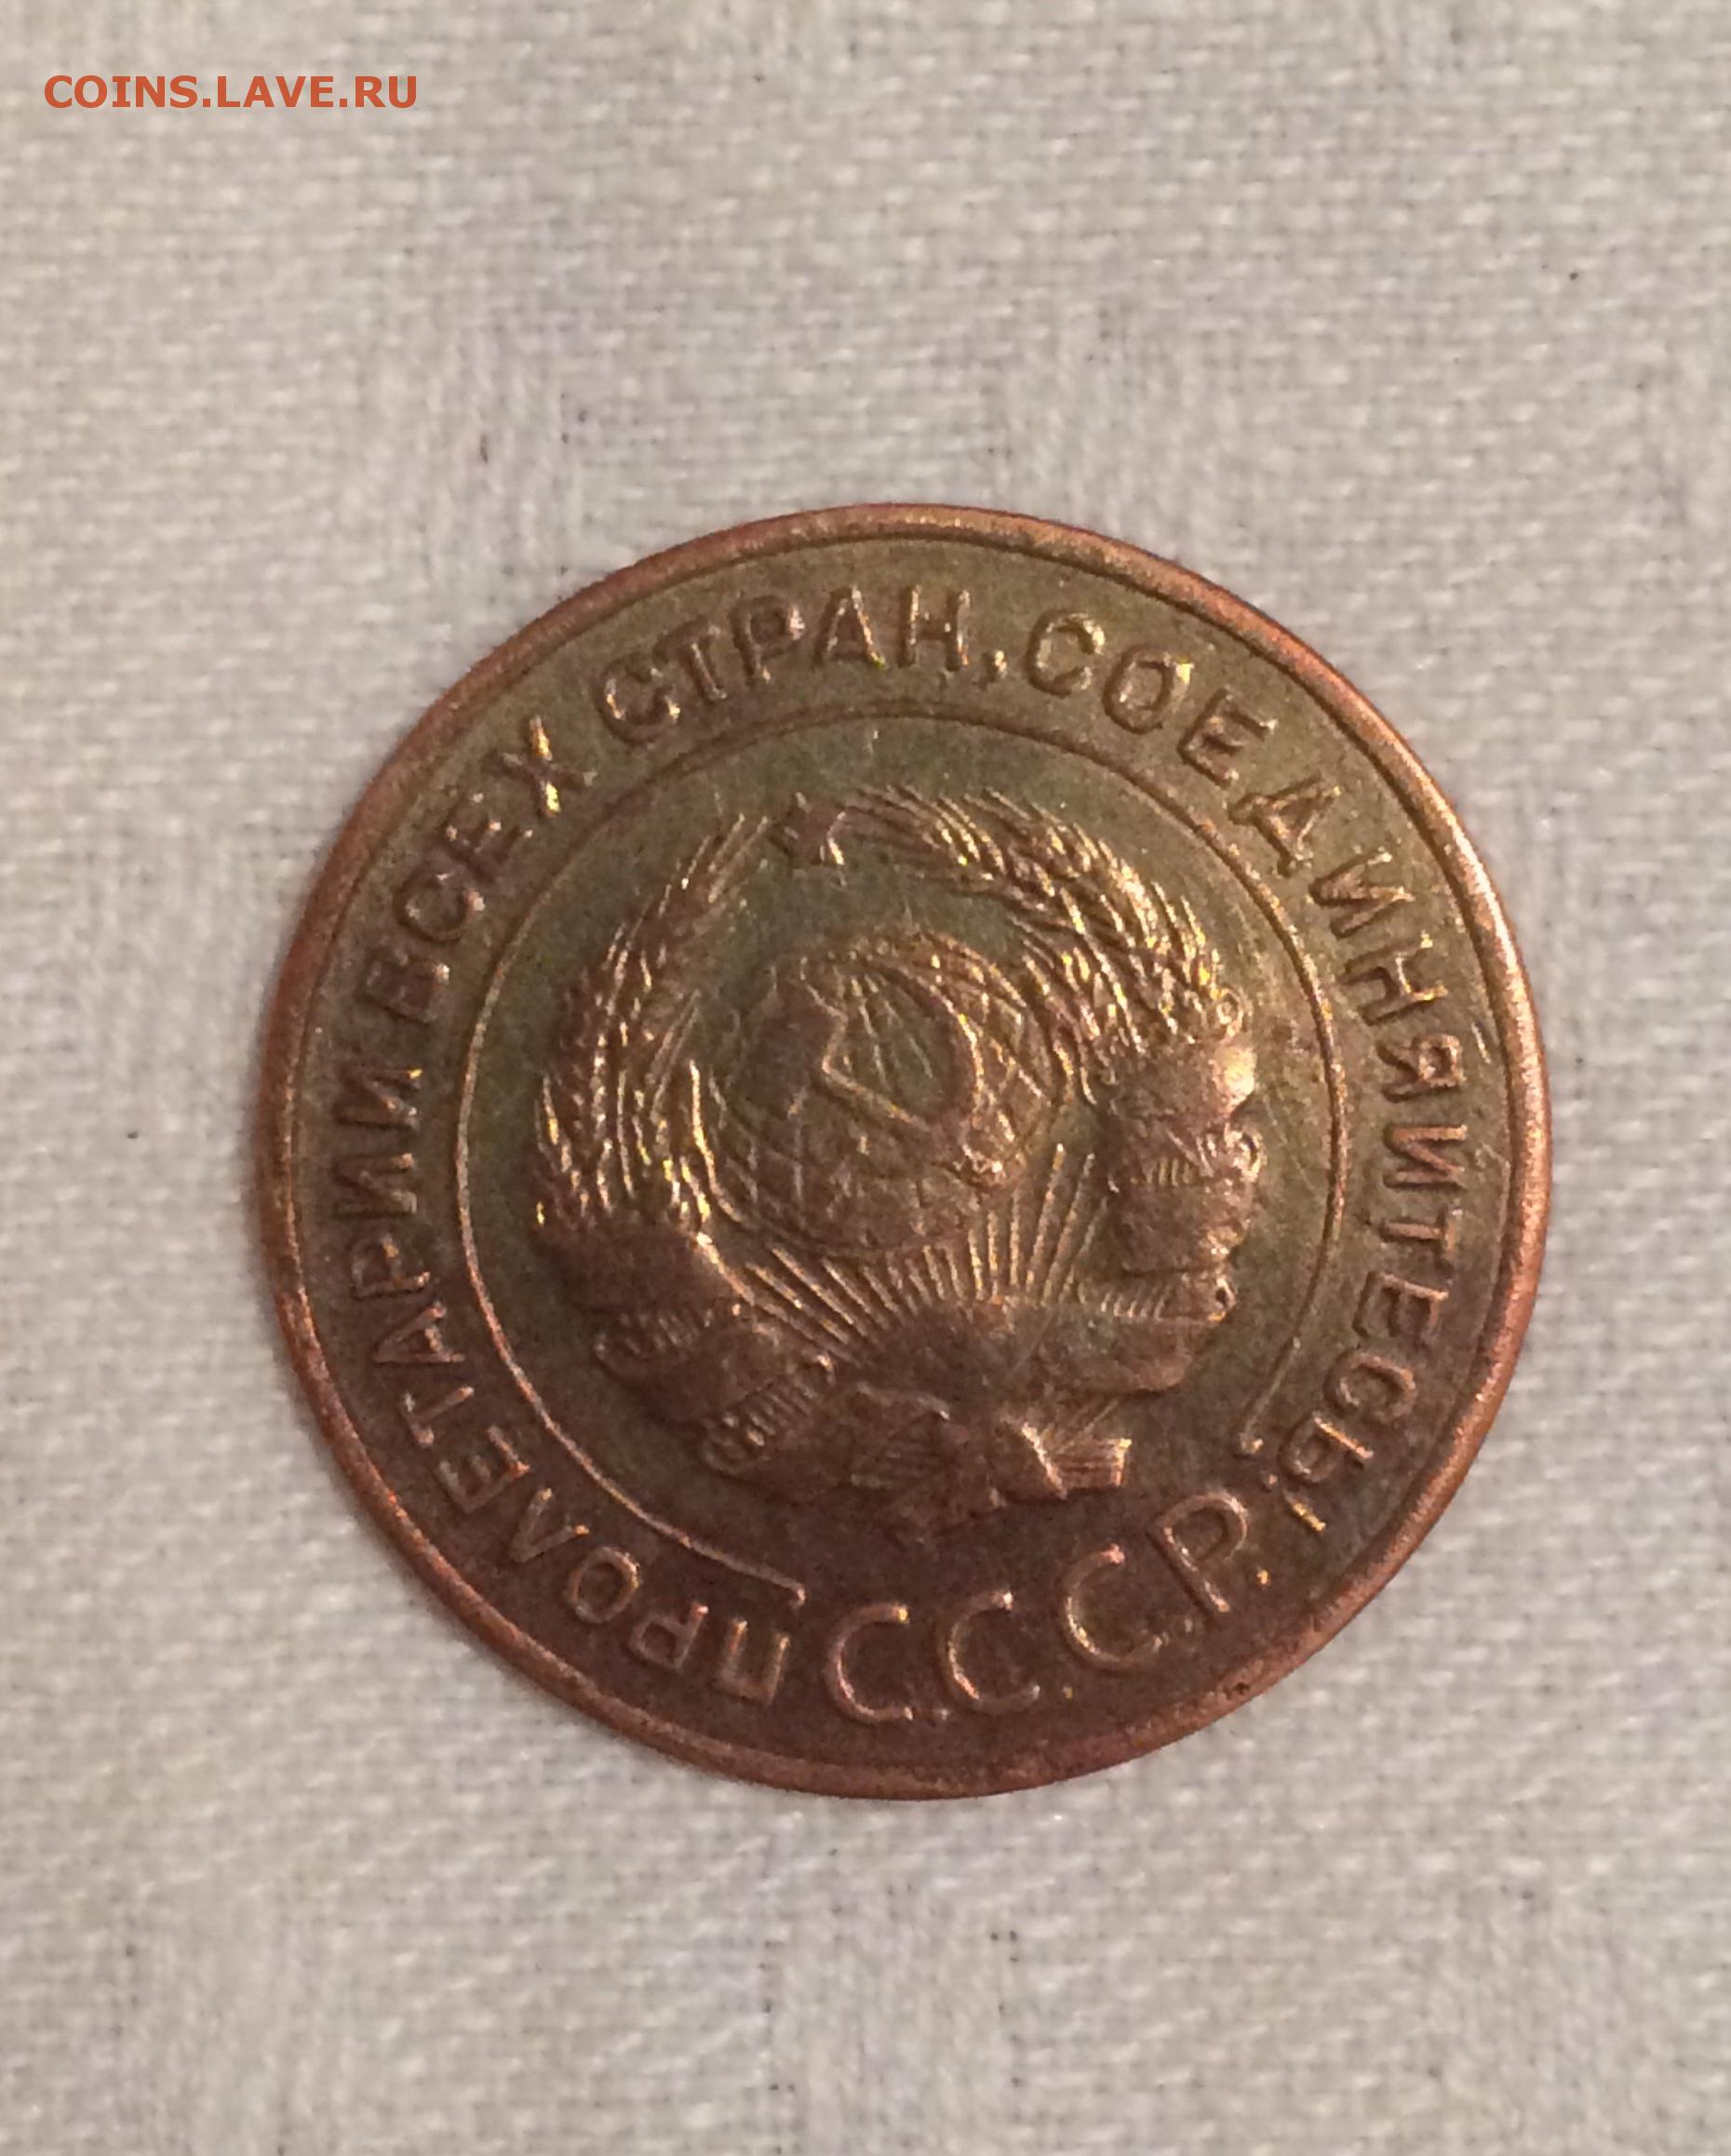 COINS.LAVE.RU
ПРОЛЕТАРИИ ВСЕХ СТРАН, СОЕДИНЯЙТЕСЬ!
С.С.С.Р.